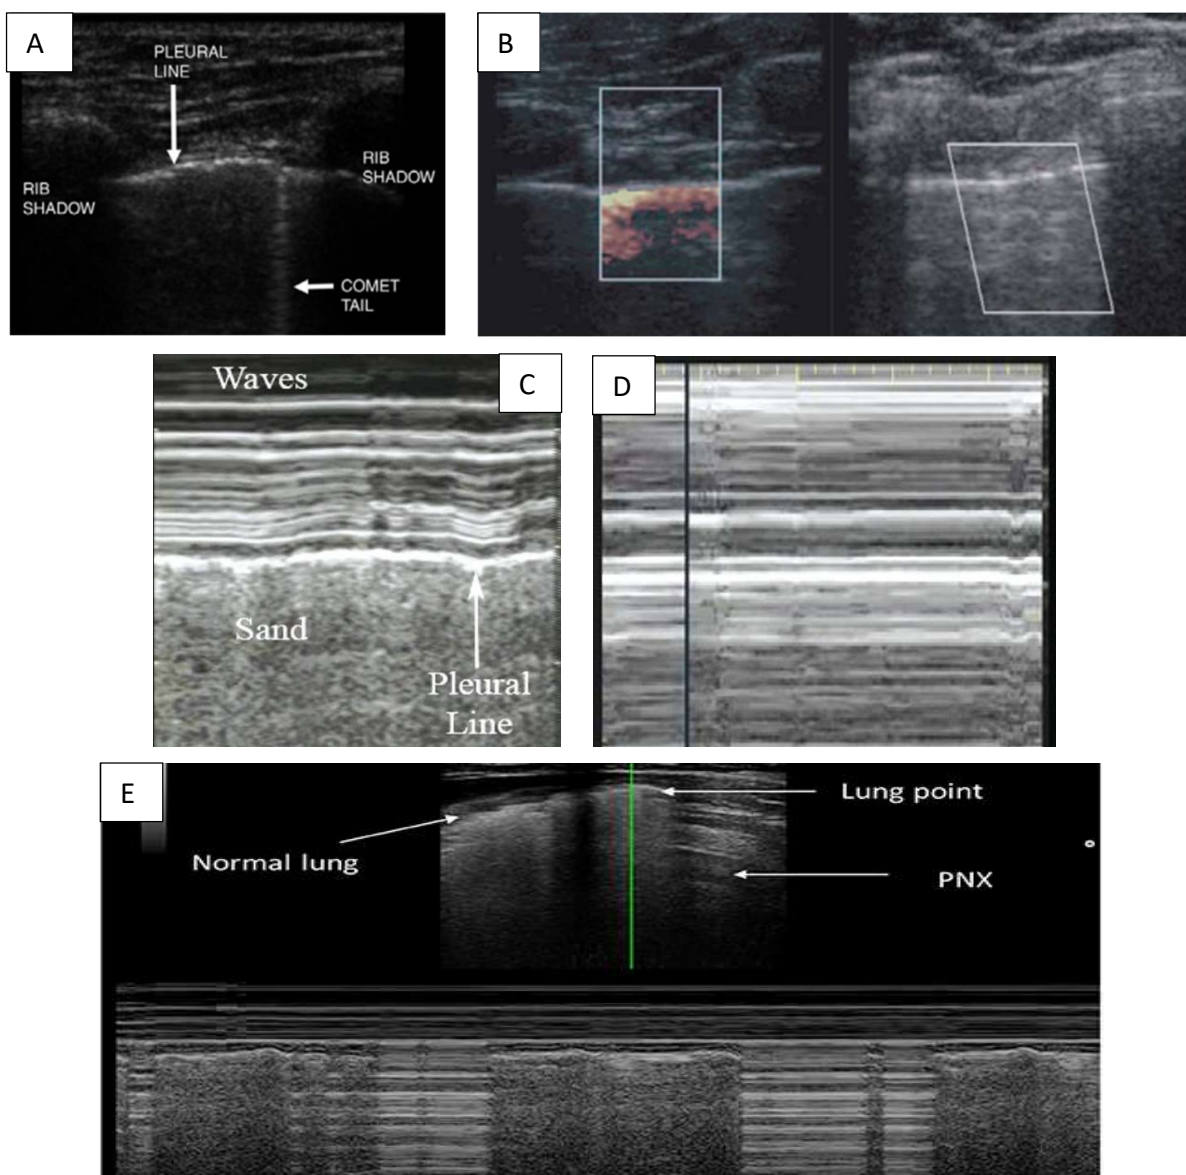 A
PLEURAL
LINE
RIB
SHADOW
RIB
SHADOW
COMET
TAIL
B
Waves
C
Sand
Pleural
Line
D
E
Lung point
Normal lung
PNX